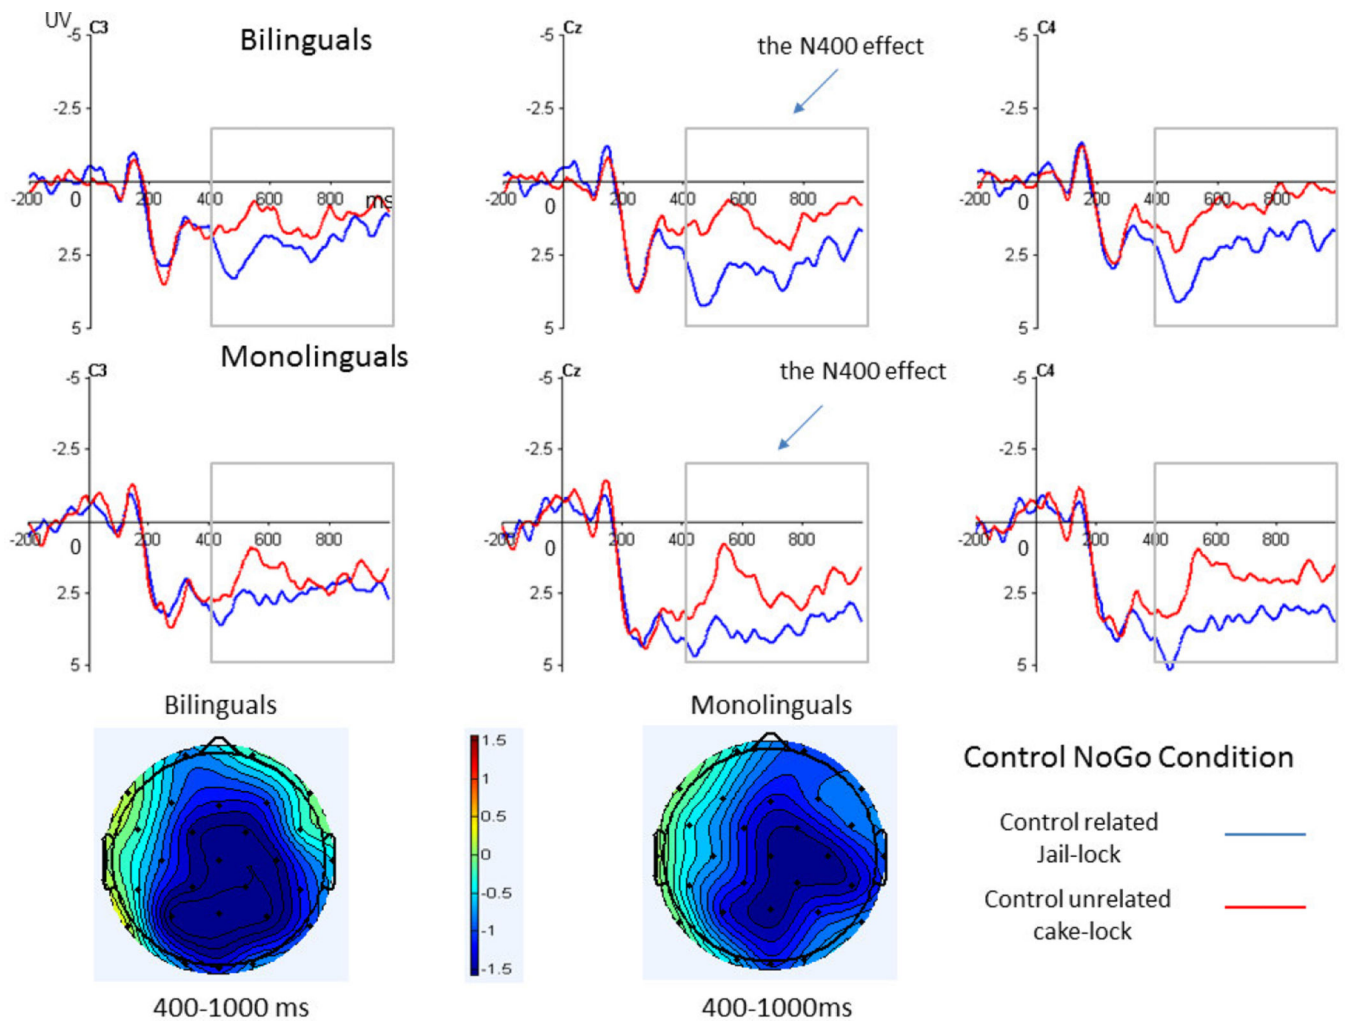 UV
C3
Bilinguals
Cz
the N400 effect
C4
-5
-5
-5
-2.5
-2.5
-2.5
-200 0 200 400 600 800 ms
-200 0 200 400 600 800
-200 0 200 400 600 800
2.5
2.5
2.5
5
5
5
Monolinguals
C3
Cz
the N400 effect
C4
-5
-5
-5
-2.5
-2.5
-2.5
-200 0 200 400 600 800
-200 0 200 400 600 800
-200 0 200 400 600 800
2.5
2.5
2.5
5
5
5
Bilinguals
Monolinguals
1.5
1
0.5
0
-0.5
-1
-1.5
400-1000 ms
400-1000ms
Control NoGo Condition
Control related
Jail-lock
Control unrelated
cake-lock